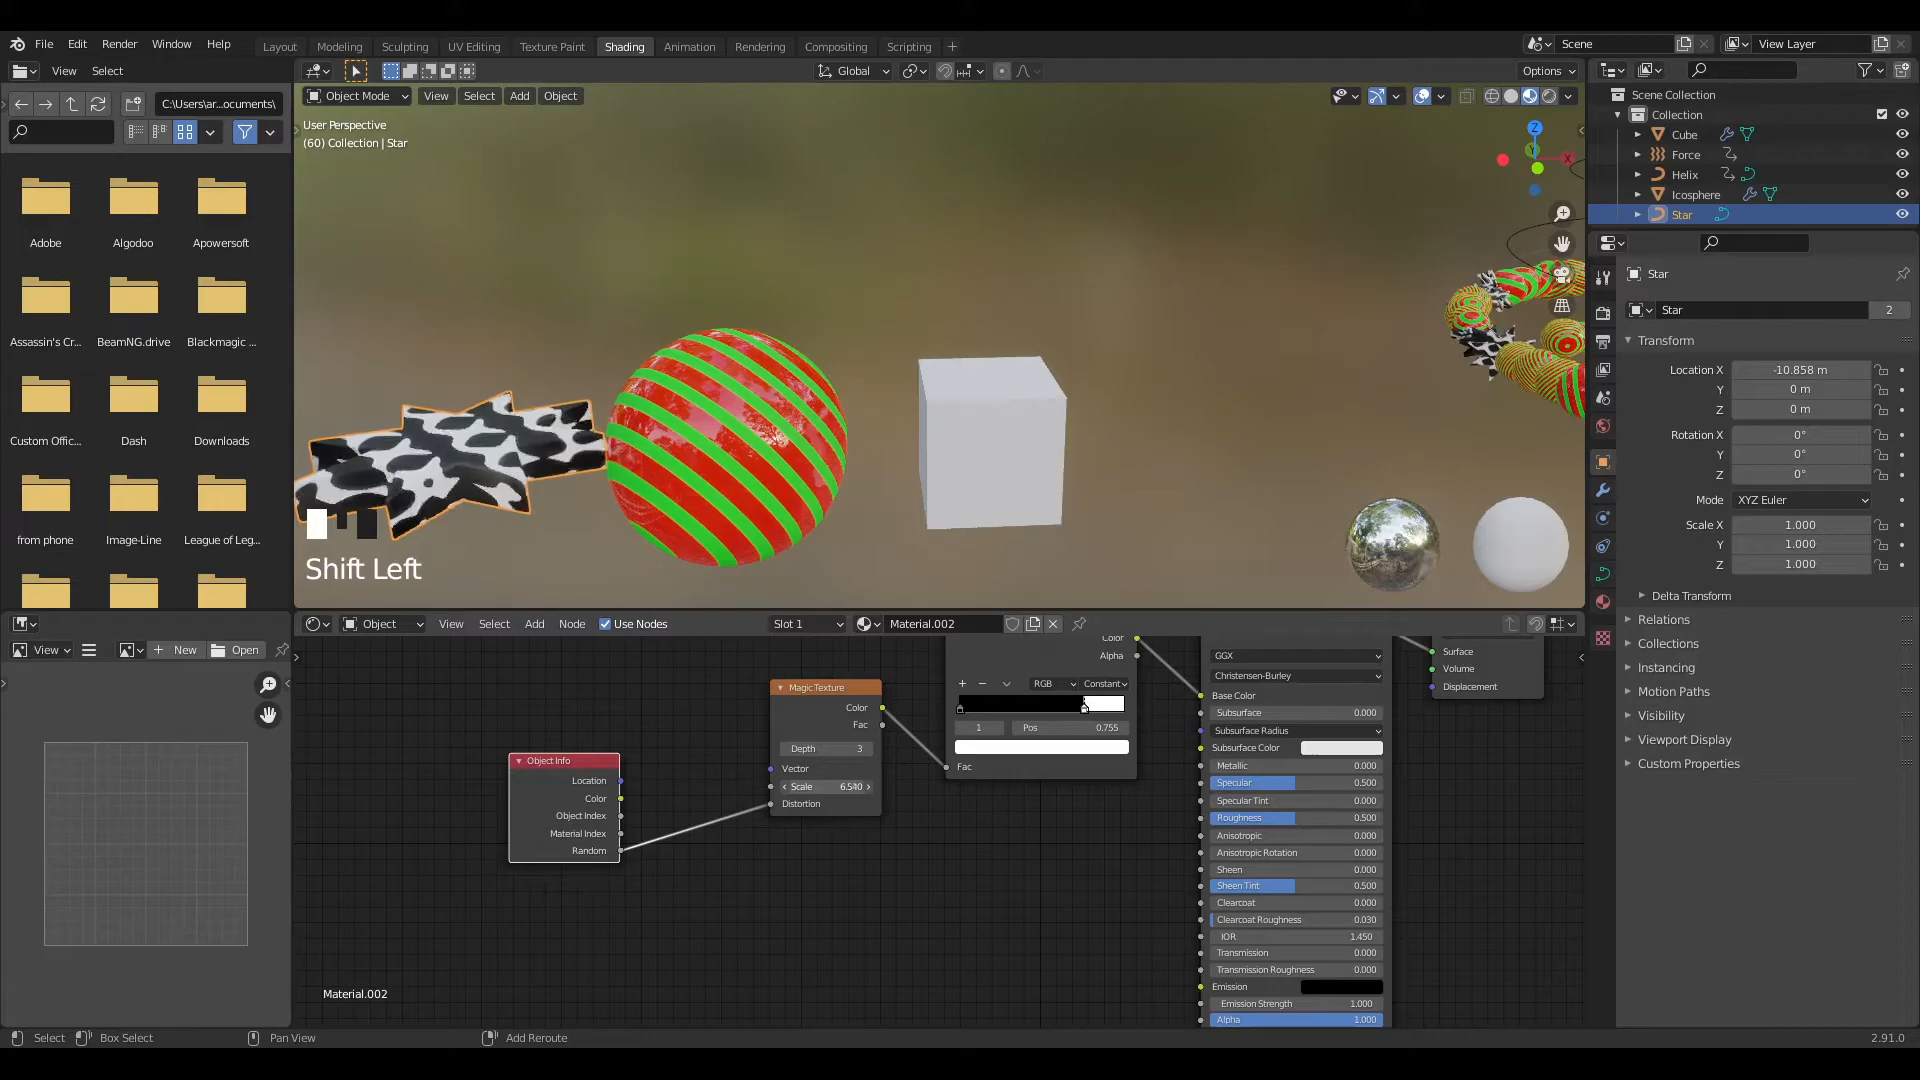 File Edit Render Window Help
Layout Modeling Sculpting UV Editing Texture Paint Shading Animation Rendering Compositing Scripting +
Scene
View Layer
View Select
Global
Options
C:\Users\ar...ocuments\
Object Mode View Select Add Object
User Perspective
(60) Collection | Star
Z
X
Adobe
Algodoo
Apowersoft
Assassin's Cr...
BeamNG.drive
Blackmagic ...
Custom Offic...
Dash
Downloads
from phone
Image-Line
League of Leg...
Shift Left
Scene Collection
Collection
Cube
Force
Helix
Icosphere
Star
Star
Star 2
Transform
Location X -10.858 m
Y 0 m
Z 0 m
Rotation X 0°
Y 0°
Z 0°
Mode XYZ Euler
Scale X 1.000
Y 1.000
Z 1.000
Delta Transform
Relations
Collections
Instancing
Motion Paths
Visibility
Viewport Display
Custom Properties
View
+ New
Open
Object View Select Add Node Use Nodes Slot 1 Material.002
Object Info
Location
Color
Object Index
Material Index
Random
Magic Texture
Color
Fac
Depth 3
Vector
Scale 6.540
Distortion
Color
Alpha
+ − RGB Constant
1 Pos 0.755
Fac
GGX
Christensen-Burley
Base Color
Subsurface 0.000
Subsurface Radius
Subsurface Color
Metallic 0.000
Specular 0.500
Specular Tint 0.000
Roughness 0.500
Anisotropic 0.000
Anisotropic Rotation 0.000
Sheen 0.000
Sheen Tint 0.500
Clearcoat 0.000
Clearcoat Roughness 0.030
IOR 1.450
Transmission 0.000
Transmission Roughness 0.000
Emission
Emission Strength 1.000
Alpha 1.000
Surface
Volume
Displacement
Material.002
Select Box Select Pan View Add Reroute 2.91.0